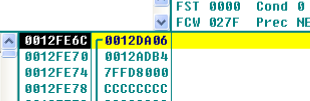 FST 0000 Cond 0
FCW 027F Prec NE
0012FE6C 0012DA06
0012FE70 0012ADB4
0012FE74 7FFD8000
0012FE78 CCCCCCCC